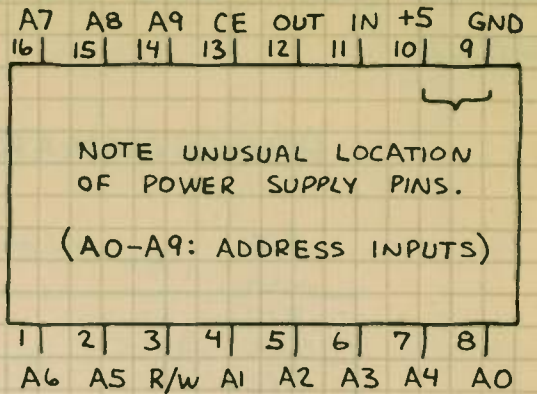 A7 A8 A9 CE OUT IN +5 GND
16 15 14 13 12 11 10 9
NOTE UNUSUAL LOCATION
OF POWER SUPPLY PINS.
(A0-A9: ADDRESS INPUTS)
1 2 3 4 5 6 7 8
A6 A5 R/W A1 A2 A3 A4 A0